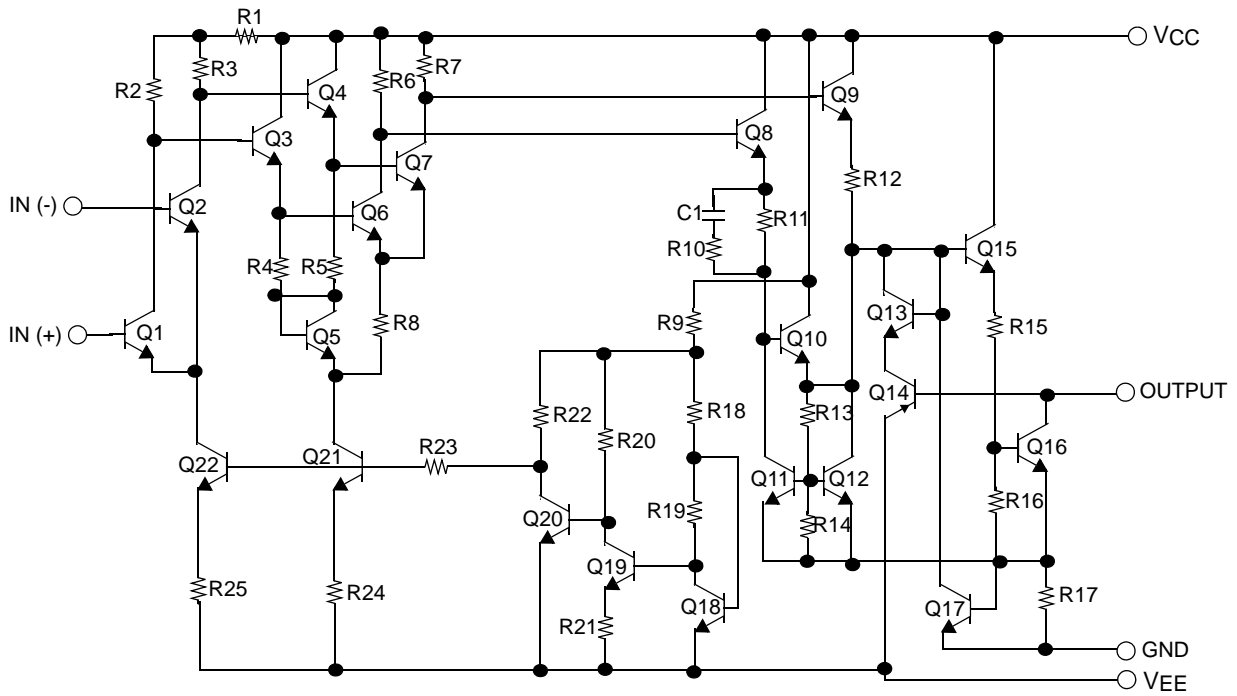 R1
VCC
R3
R7
R2
Q4
R6
Q9
Q3
Q8
Q7
R12
IN (-)
Q2
Q6
C1
R11
R10
Q15
R4
R5
Q13
R9
R15
IN (+)
Q1
Q5
R8
Q10
Q14
OUTPUT
R22
R18
R13
R20
R23
Q16
Q22
Q21
Q11
Q12
R19
R16
Q20
R14
Q19
R25
R24
Q18
Q17
R17
R21
GND
VEE